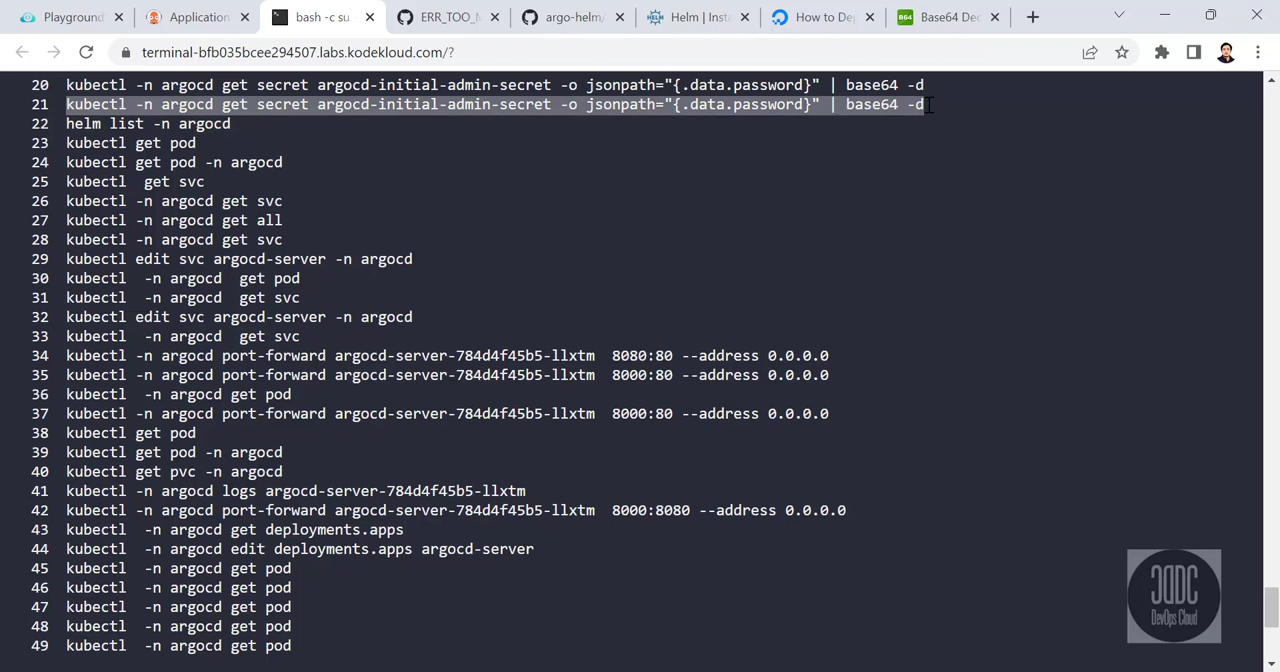 Playground
Application
bash -c su
ERR_TOO_M
argo-helm/
Helm | Inst
How to De
Base64 Dec
terminal-bfb035bcee294507.labs.kodekloud.com/?
20 kubectl -n argocd get secret argocd-initial-admin-secret -o jsonpath="{.data.password}" | base64 -d
21 kubectl -n argocd get secret argocd-initial-admin-secret -o jsonpath="{.data.password}" | base64 -d
22 helm list -n argocd
23 kubectl get pod
24 kubectl get pod -n argocd
25 kubectl  get svc
26 kubectl -n argocd get svc
27 kubectl -n argocd get all
28 kubectl -n argocd get svc
29 kubectl edit svc argocd-server -n argocd
30 kubectl  -n argocd  get pod
31 kubectl  -n argocd  get svc
32 kubectl edit svc argocd-server -n argocd
33 kubectl  -n argocd  get svc
34 kubectl -n argocd port-forward argocd-server-784d4f45b5-llxtm  8080:80 --address 0.0.0.0
35 kubectl -n argocd port-forward argocd-server-784d4f45b5-llxtm  8000:80 --address 0.0.0.0
36 kubectl  -n argocd get pod
37 kubectl -n argocd port-forward argocd-server-784d4f45b5-llxtm  8000:80 --address 0.0.0.0
38 kubectl get pod
39 kubectl get pod -n argocd
40 kubectl get pvc -n argocd
41 kubectl -n argocd logs argocd-server-784d4f45b5-llxtm
42 kubectl -n argocd port-forward argocd-server-784d4f45b5-llxtm  8000:8080 --address 0.0.0.0
43 kubectl  -n argocd get deployments.apps
44 kubectl  -n argocd edit deployments.apps argocd-server
45 kubectl  -n argocd get pod
46 kubectl  -n argocd get pod
47 kubectl  -n argocd get pod
48 kubectl  -n argocd get pod
49 kubectl  -n argocd get pod
DevOps Cloud